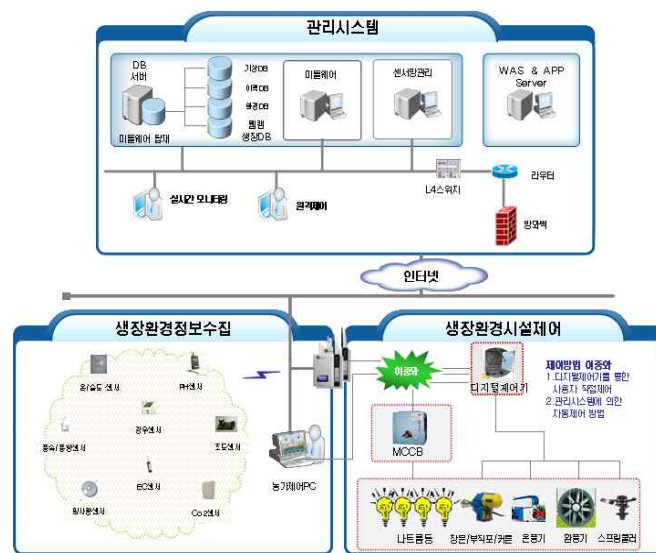 관리시스템
DB
서버
기상DB
이력DB
환경DB
웹캠
생장DB
미들웨어 탑재
미들웨어
센서망관리
WAS & APP
Server
실시간 모니터링
원격제어
L4스위치
라우터
방화벽
인터넷
생장환경정보수집
온/습도 센서
PH센서
강우센서
풍속/풍향센서
조도센서
EC센서
일사량센서
Co2센서
농가제어PC
생장환경시설제어
이중화
디지털제어기
제어방법 이중화
1.디지털제어기를 통한
사용자 직접제어
2.관리시스템에 의한
자동제어 방법
MCCB
나트륨등
창문/부직포/커튼
온풍기
환풍기
스프링쿨러